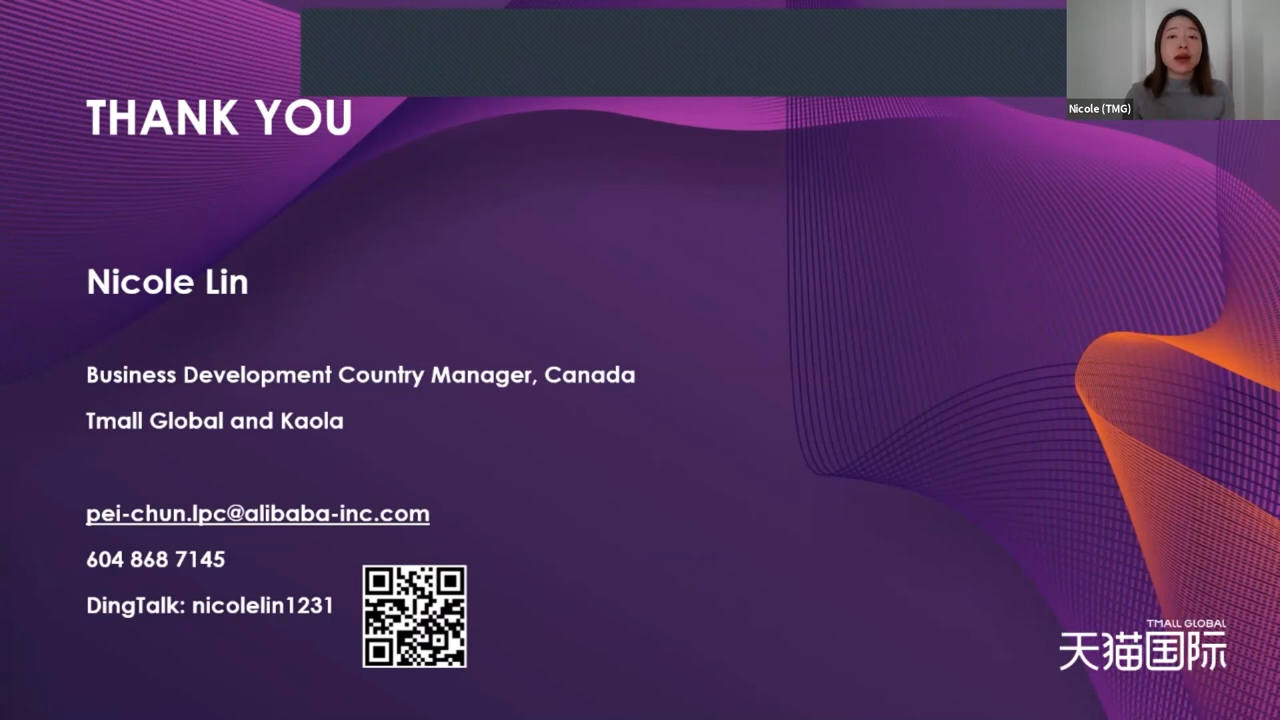 Nicole (TMG)
THANK YOU
Nicole Lin
Business Development Country Manager, Canada
Tmall Global and Kaola
pei-chun.lpc@alibaba-inc.com
604 868 7145
DingTalk: nicolelin1231
TMALL GLOBAL
天猫国际